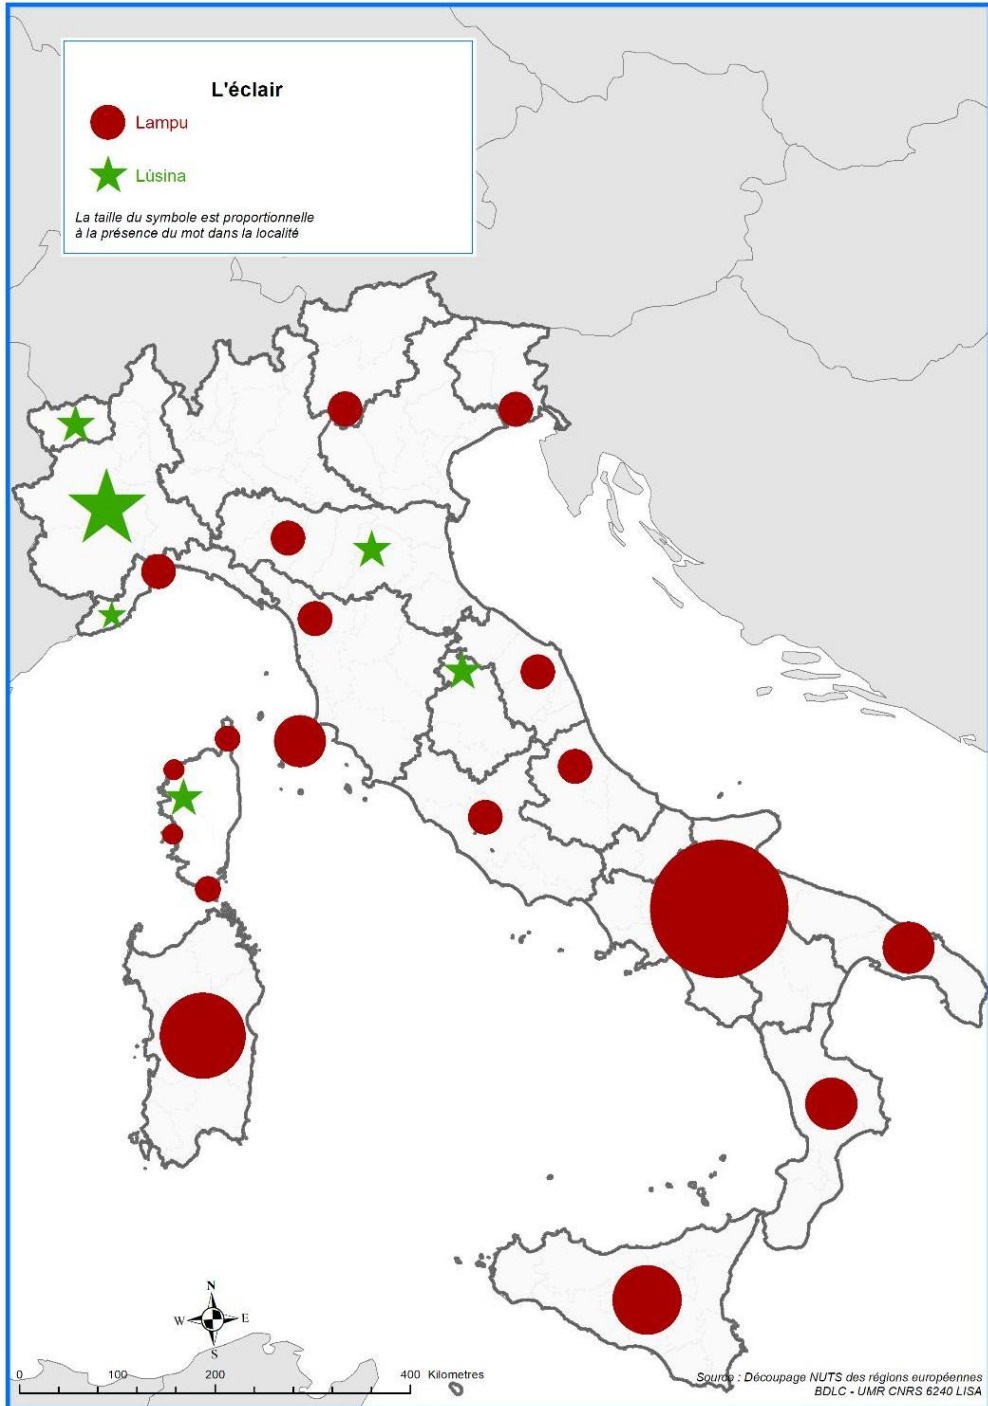 L'éclair
Lampu
Lùsina
La taille du symbole est proportionnelle
à la présence du mot dans la localité
N
W E
S
0 100 200 400 Kilometres
Source : Découpage NUTS des régions européennes
BDLC - UMR CNRS 6240 LISA